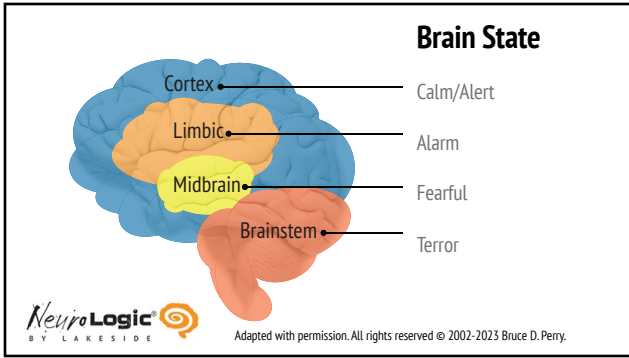 Brain State
Cortex
Calm/Alert
Limbic
Alarm
Midbrain
Fearful
Brainstem
Terror
NeuroLogic®
BY LAKESIDE
Adapted with permission. All rights reserved © 2002-2023 Bruce D. Perry.